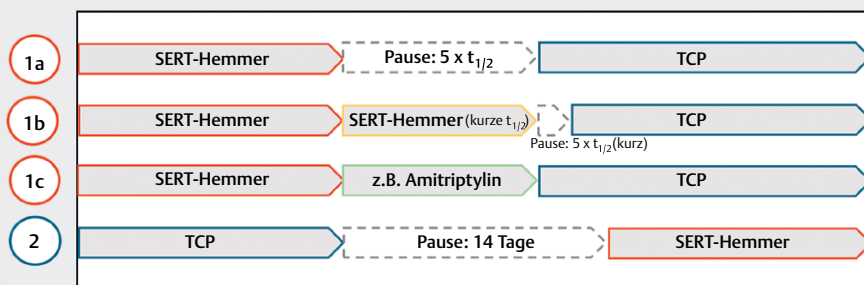 1a SERT-Hemmer Pause: 5 x t1/2 TCP
1b SERT-Hemmer SERT-Hemmer (kurze t1/2) TCP
Pause: 5 x t1/2(kurz)
1c SERT-Hemmer z.B. Amitriptylin TCP
2 TCP Pause: 14 Tage SERT-Hemmer